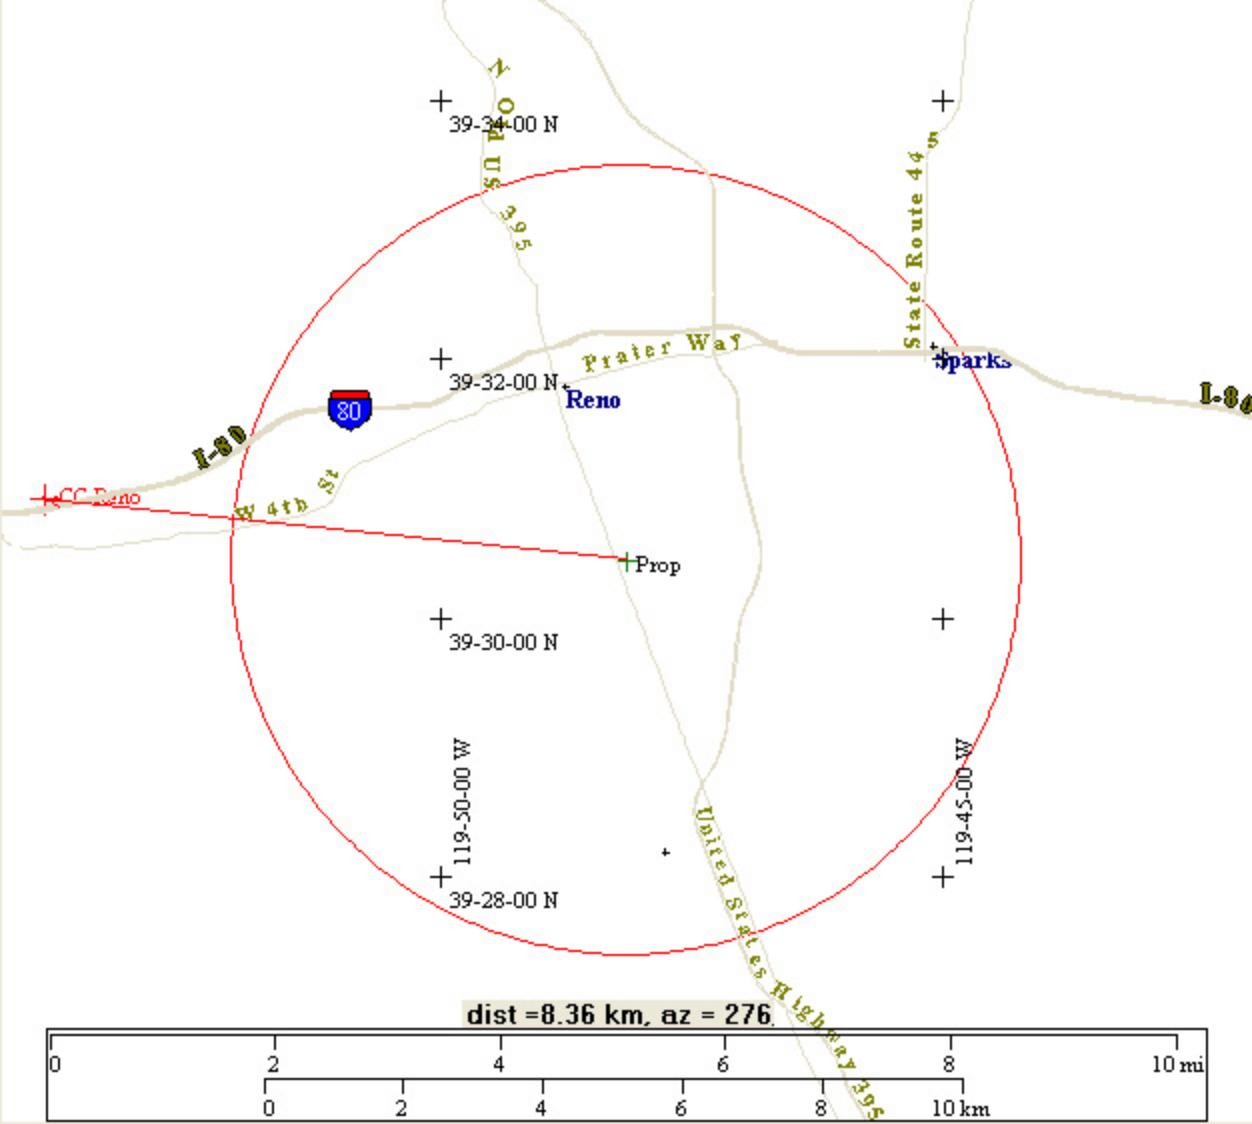 N Old US 395
39-34-00 N
State Route 445
Prater Way
39-32-00 N
Sparks
Reno
80
I-80
I-80
CC Reno
W 4th St
Prop
39-30-00 N
119-50-00 W
119-45-00 W
United States Highway 395
39-28-00 N
dist =8.36 km, az = 276
0 2 4 6 8 10 mi
0 2 4 6 8 10 km